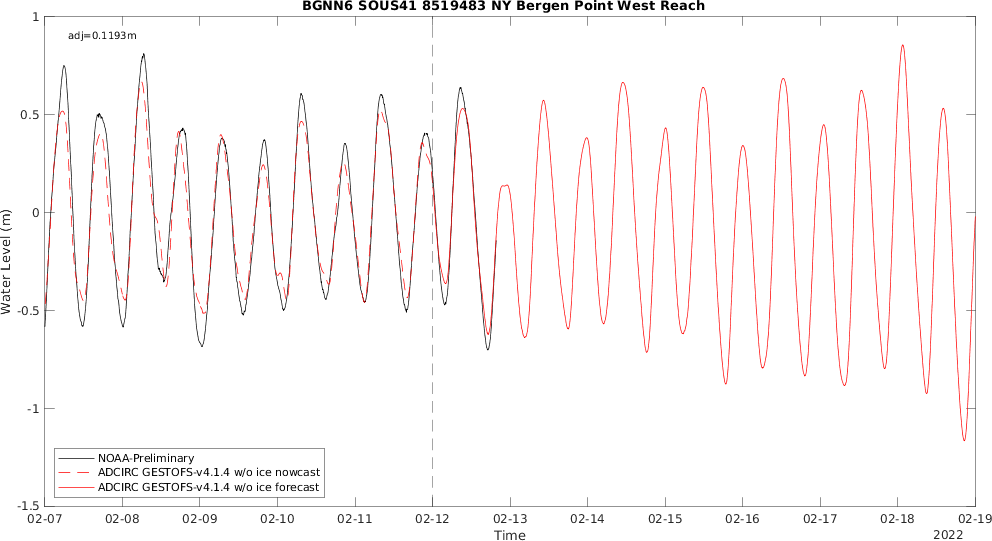 BGNN6 SOUS41 8519483 NY Bergen Point West Reach
adj=0.1193m
1
0.5
0
-0.5
-1
-1.5
Water Level (m)
NOAA-Preliminary
ADCIRC GESTOFS-v4.1.4 w/o ice nowcast
ADCIRC GESTOFS-v4.1.4 w/o ice forecast
02-07 02-08 02-09 02-10 02-11 02-12 02-13 02-14 02-15 02-16 02-17 02-18 02-19
Time
2022